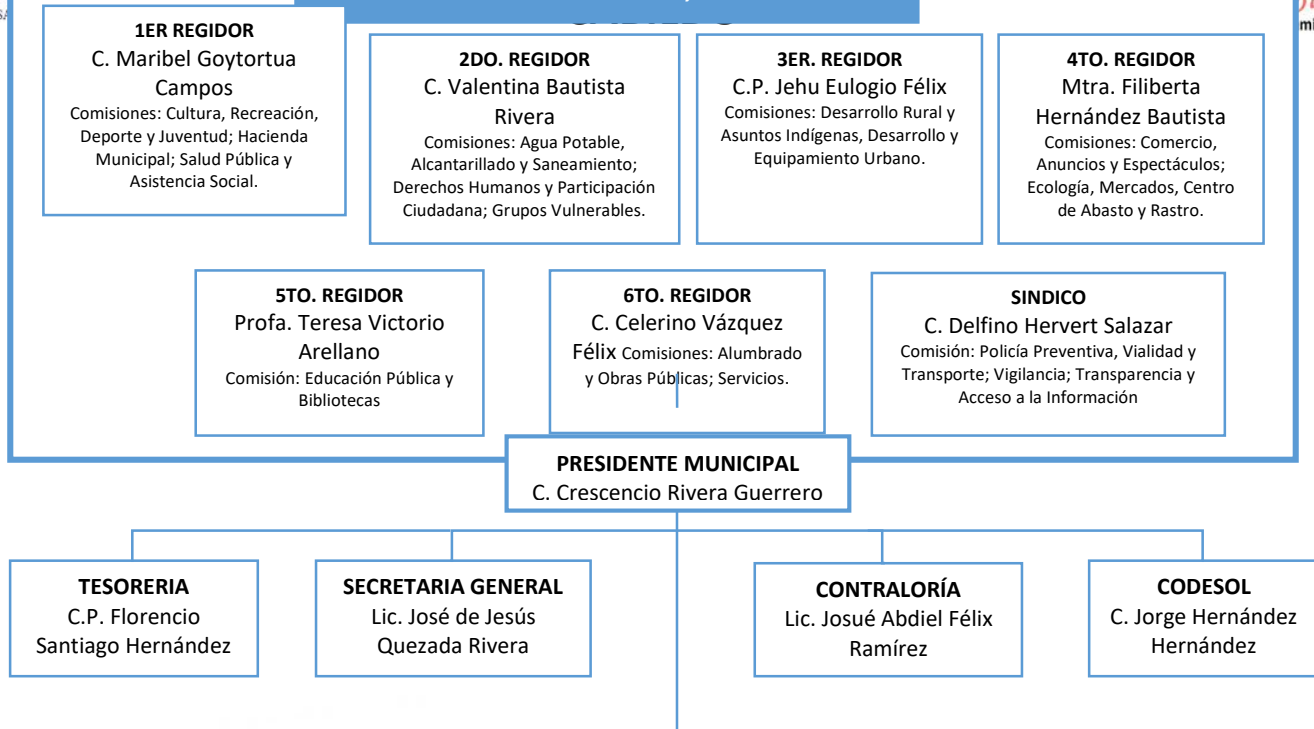 1ER REGIDOR
C. Maribel Goytortua
Campos
Comisiones: Cultura, Recreación,
Deporte y Juventud; Hacienda
Municipal; Salud Pública y
Asistencia Social.
2DO. REGIDOR
C. Valentina Bautista
Rivera
Comisiones: Agua Potable,
Alcantarillado y Saneamiento;
Derechos Humanos y Participación
Ciudadana; Grupos Vulnerables.
3ER. REGIDOR
C.P. Jehu Eulogio Félix
Comisiones: Desarrollo Rural y
Asuntos Indígenas, Desarrollo y
Equipamiento Urbano.
4TO. REGIDOR
Mtra. Filiberta
Hernández Bautista
Comisiones: Comercio,
Anuncios y Espectáculos;
Ecología, Mercados, Centro
de Abasto y Rastro.
5TO. REGIDOR
Profa. Teresa Victorio
Arellano
Comisión: Educación Pública y
Bibliotecas
6TO. REGIDOR
C. Celerino Vázquez
Félix Comisiones: Alumbrado
y Obras Públicas; Servicios.
SINDICO
C. Delfino Hervert Salazar
Comisión: Policía Preventiva, Vialidad y
Transporte; Vigilancia; Transparencia y
Acceso a la Información
PRESIDENTE MUNICIPAL
C. Crescencio Rivera Guerrero
TESORERIA
C.P. Florencio
Santiago Hernández
SECRETARIA GENERAL
Lic. José de Jesús
Quezada Rivera
CONTRALORÍA
Lic. Josué Abdiel Félix
Ramírez
CODESOL
C. Jorge Hernández
Hernández